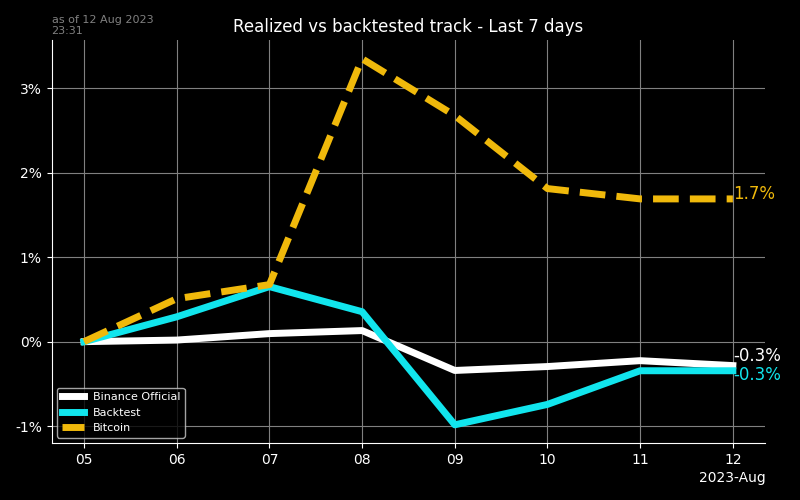 as of 12 Aug 2023
23:31
Realized vs backtested track - Last 7 days
3%
2%
1%
0%
-1%
1.7%
-0.3%
-0.3%
Binance Official
Backtest
Bitcoin
05 06 07 08 09 10 11 12
2023-Aug